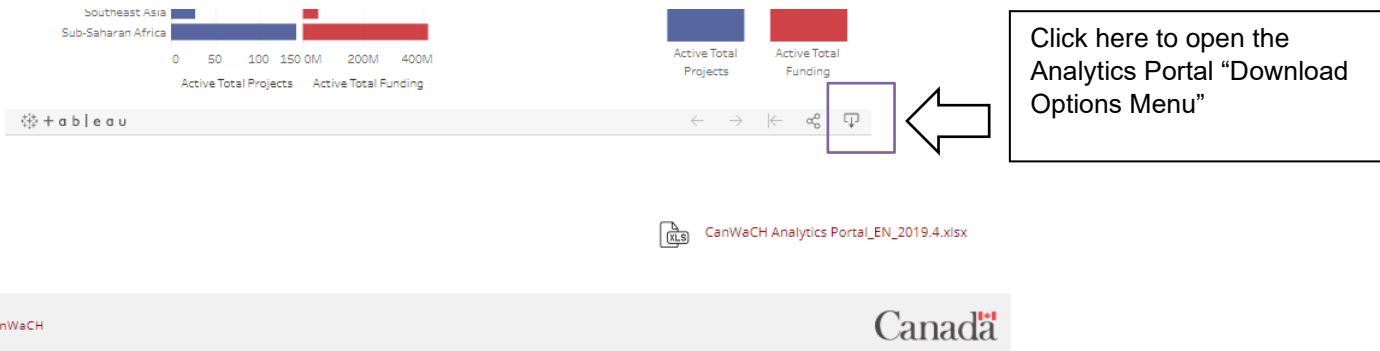 Southeast Asia
Sub-Saharan Africa
0 50 100 150 0M 200M 400M
Active Total Projects Active Total Funding
Active Total
Projects
Active Total
Funding
+ a b l e a u
Click here to open the
Analytics Portal “Download
Options Menu”
XLS
CanWaCH Analytics Portal_EN_2019.4.xlsx
nWaCH
Canada